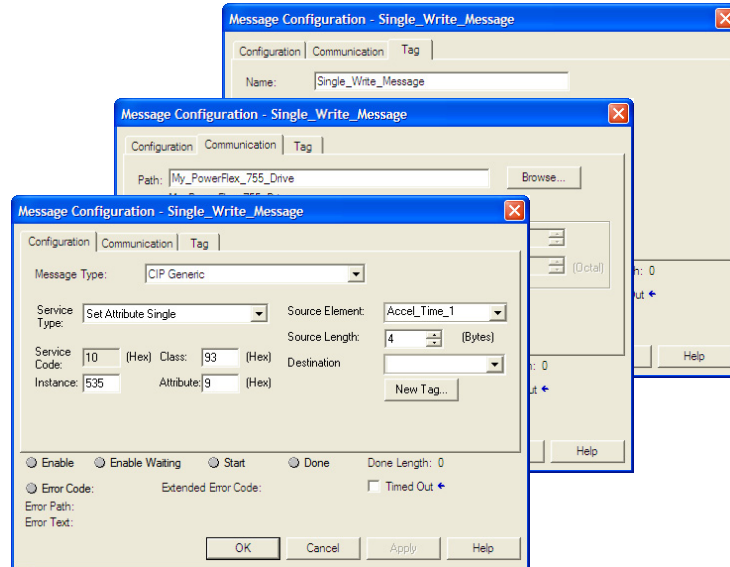 Message Configuration - Single_Write_Message
Configuration Communication Tag
Name: Single_Write_Message
Message Configuration - Single_Write_Message
Configuration Communication Tag
Path: My_PowerFlex_755_Drive Browse...
(Octal)
Message Configuration - Single_Write_Message
Configuration Communication Tag
Message Type: CIP Generic
Service Type: Set Attribute Single
Source Element: Accel_Time_1
Source Length: 4 (Bytes)
Service Code: 10 (Hex) Class: 93 (Hex)
Destination
Instance: 535 Attribute: 9 (Hex)
New Tag...
Enable Enable Waiting Start Done Done Length: 0
Error Code: Extended Error Code: Timed Out
Error Path:
Error Text:
OK Cancel Apply Help
h: 0
ut
Help
h: 0
ut
Help